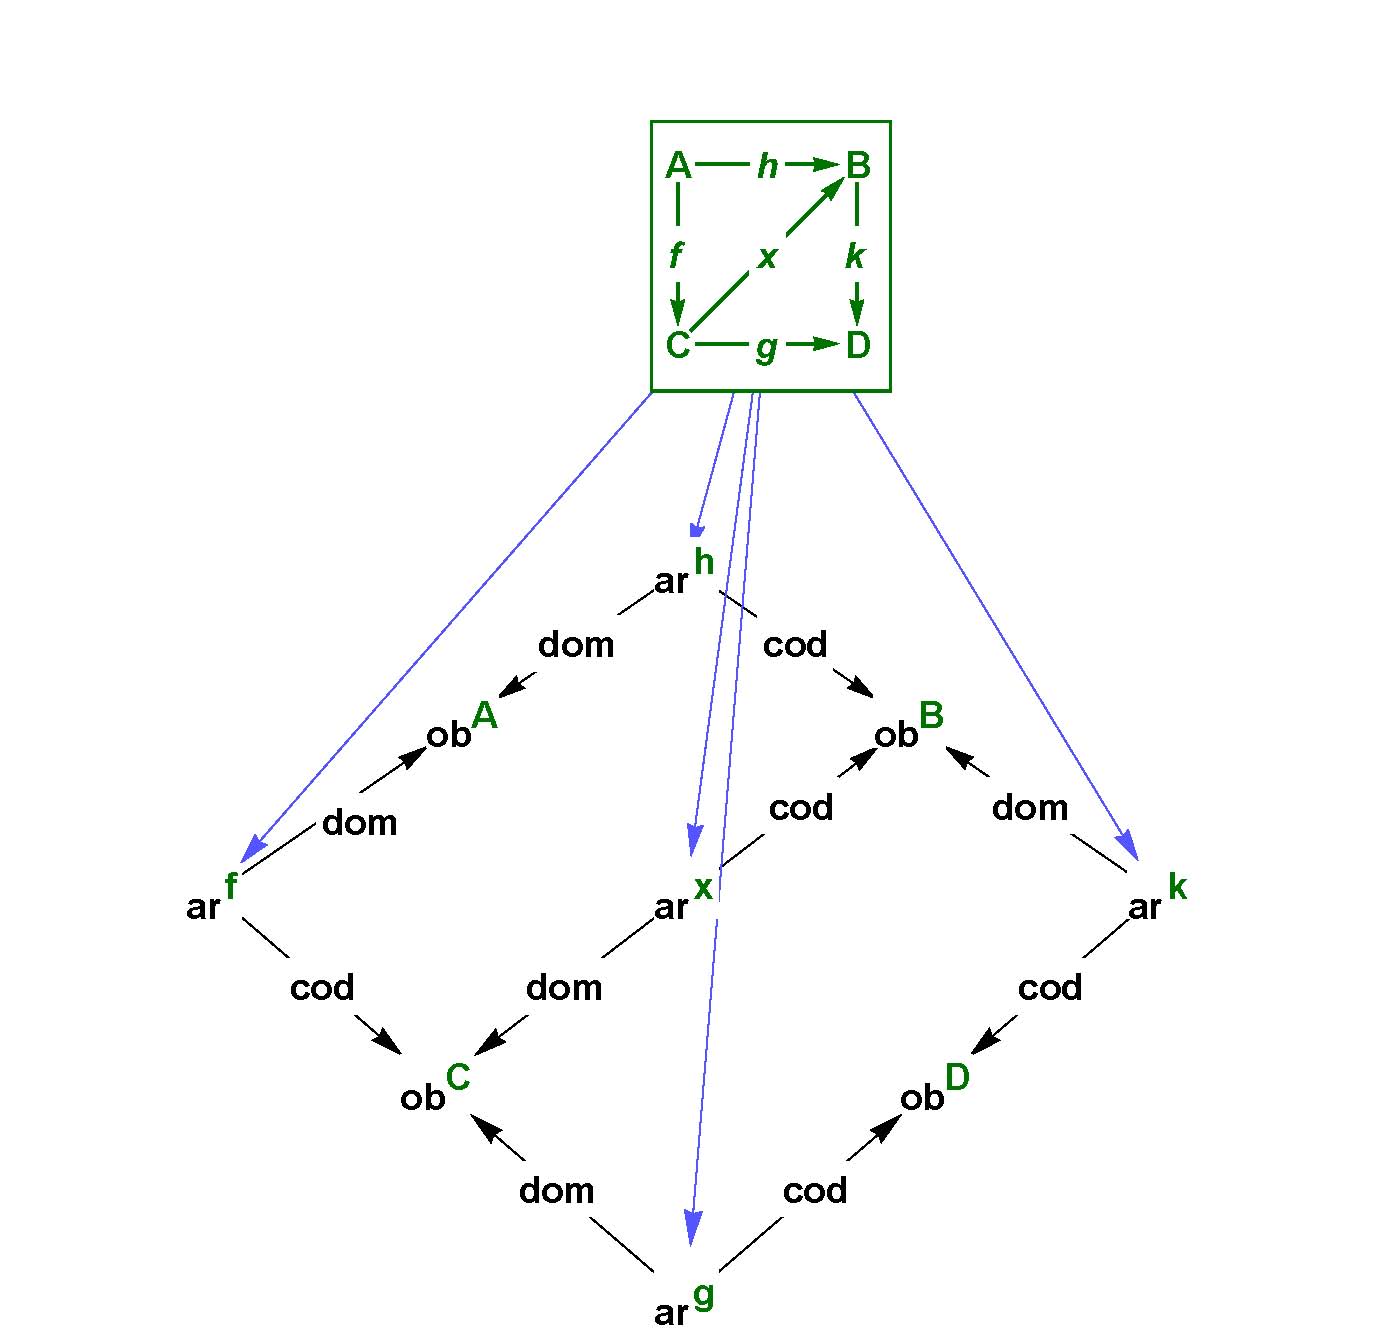 A h B
f x k
C g D
ar h
dom cod
ob A ob B
dom cod dom
ar f ar x ar k
cod dom cod
ob C ob D
dom cod
ar g